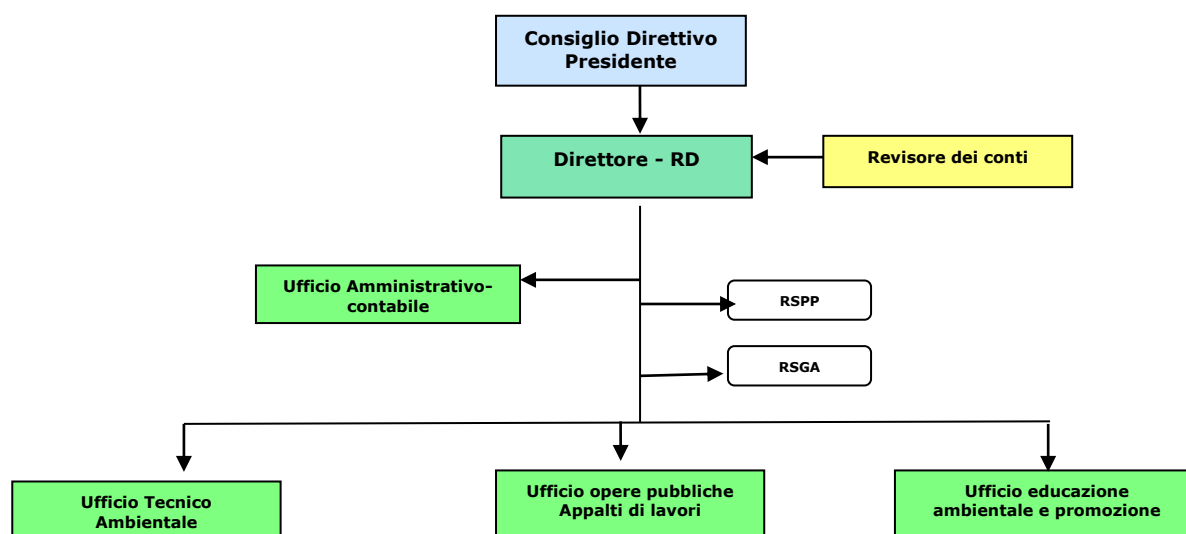 Consiglio Direttivo
Presidente
Direttore - RD
Revisore dei conti
Ufficio Amministrativo-
contabile
RSPP
RSGA
Ufficio Tecnico
Ambientale
Ufficio opere pubbliche
Appalti di lavori
Ufficio educazione
ambientale e promozione